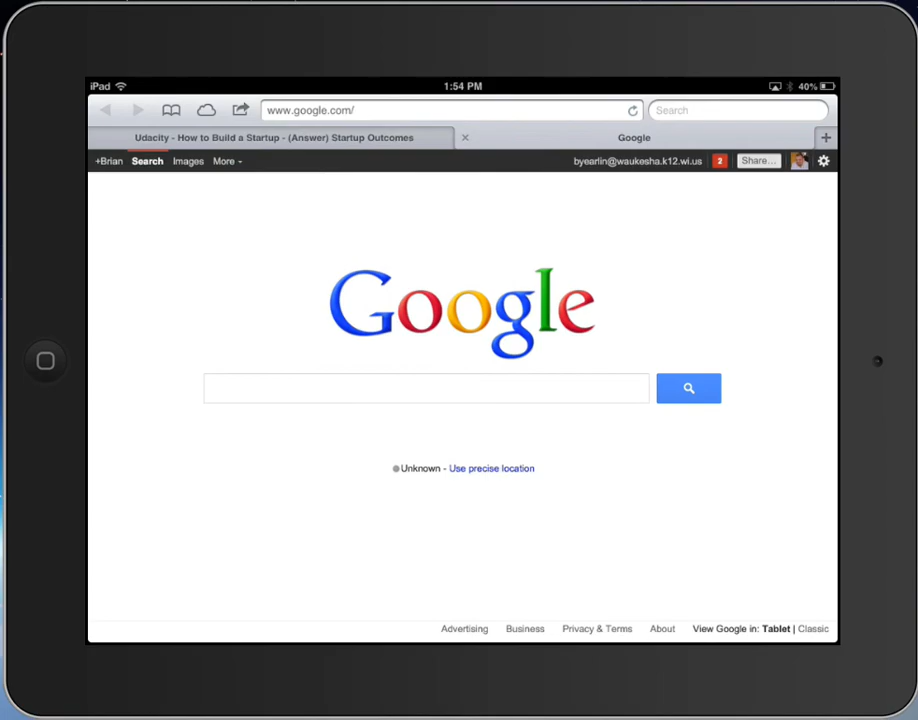 iPad 1:54 PM 40%
www.google.com/ Search
Udacity - How to Build a Startup - (Answer) Startup Outcomes Google
+Brian Search Images More byearlin@waukesha.k12.wi.us 2 Share...
Google
Unknown - Use precise location
Advertising Business Privacy & Terms About View Google in: Tablet | Classic